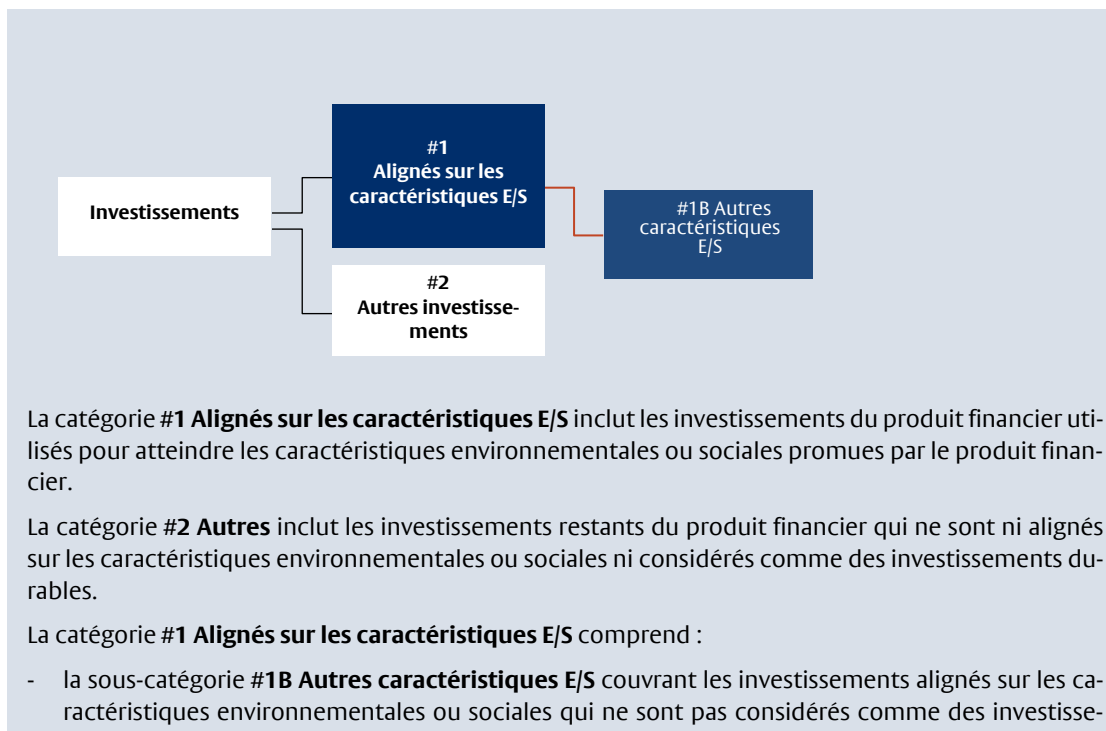 #1
Alignés sur les
caractéristiques E/S
Investissements
#1B Autres
caractéristiques
E/S
#2
Autres investisse-
ments
La catégorie #1 Alignés sur les caractéristiques E/S inclut les investissements du produit financier uti-
lisés pour atteindre les caractéristiques environnementales ou sociales promues par le produit finan-
cier.
La catégorie #2 Autres inclut les investissements restants du produit financier qui ne sont ni alignés
sur les caractéristiques environnementales ou sociales ni considérés comme des investissements du-
rables.
La catégorie #1 Alignés sur les caractéristiques E/S comprend :
- la sous-catégorie #1B Autres caractéristiques E/S couvrant les investissements alignés sur les ca-
ractéristiques environnementales ou sociales qui ne sont pas considérés comme des investisse-